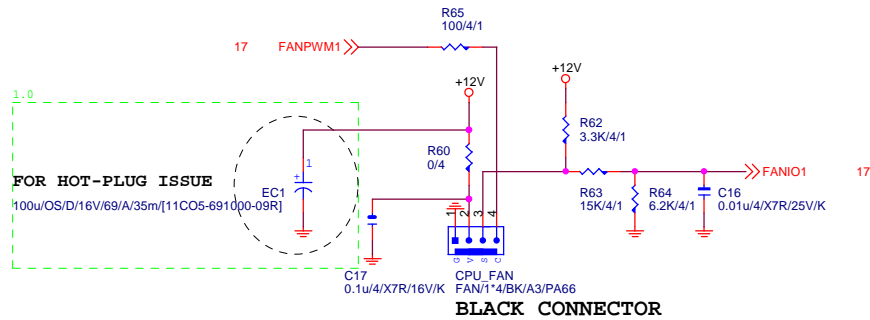 R65
100/4/1
17 FANPWM1
1.0
+12V
+12V
R62
3.3K/4/1
R60
0/4
1
+
FOR HOT-PLUG ISSUE
EC1
100u/OS/D/16V/69/A/35m/[11CO5-691000-09R]
FANIO1 17
R63
15K/4/1
R64
6.2K/4/1
C16
0.01u/4/X7R/25V/K
1 2 3 4
G V S C
C17
0.1u/4/X7R/16V/K
CPU_FAN
FAN/1*4/BK/A3/PA66
BLACK CONNECTOR